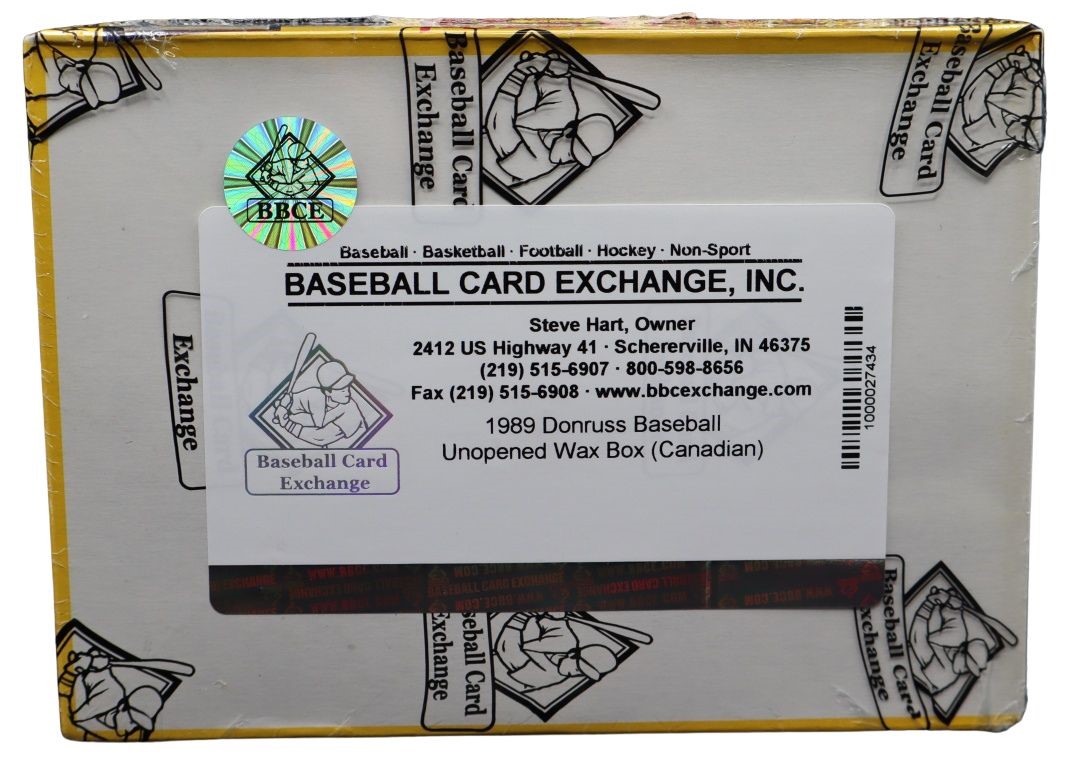 Baseball Card
Exchange
Baseball Card
Exchange
BBCE
Baseball · Basketball · Football · Hockey · Non-Sport
BASEBALL CARD EXCHANGE, INC.
Steve Hart, Owner
2412 US Highway 41 · Schererville, IN 46375
(219) 515-6907 · 800-598-8656
Fax (219) 515-6908 · www.bbcexchange.com
1989 Donruss Baseball
Unopened Wax Box (Canadian)
1000027434
Exchange
Baseball Card
Exchange
BASEBALL CARD EXCHANGE
Baseball Card
Exchange
Baseball Card
Exchange